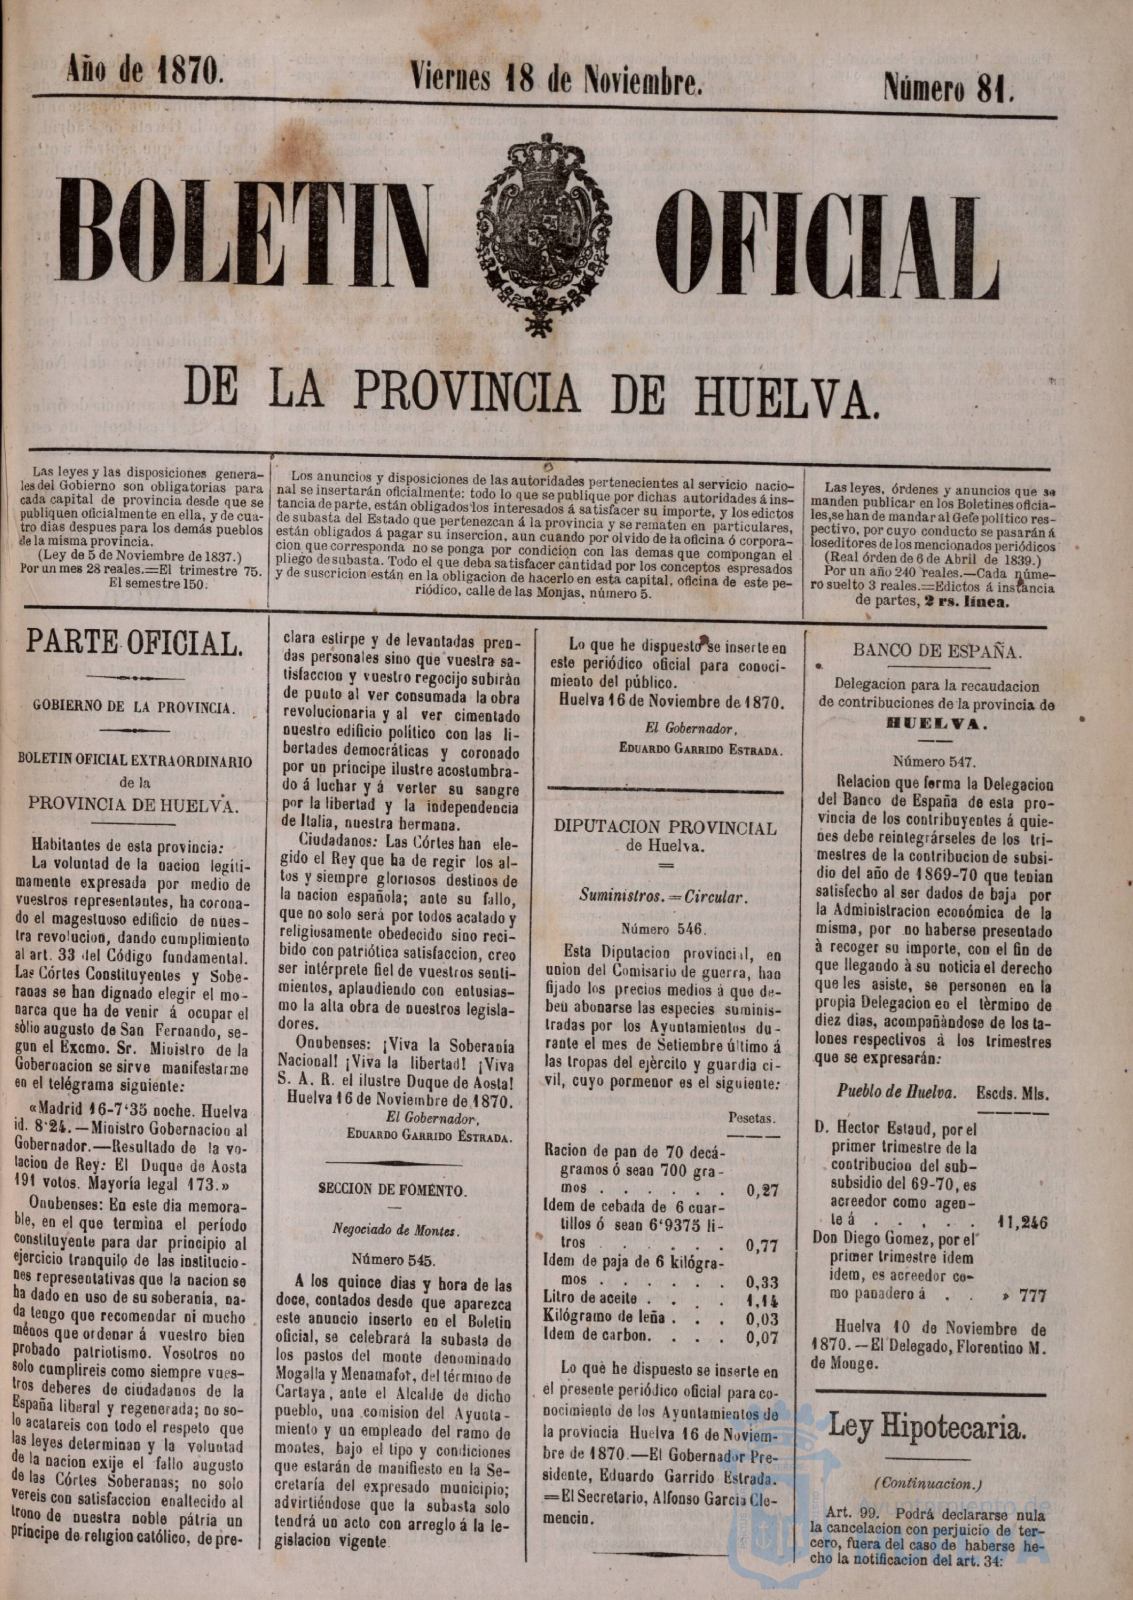 Año de 1870.
Viernes 18 de Noviembre.
Número 81.
BOLETIN OFICIAL
DE LA PROVINCIA DE HUELVA.
Las leyes y las disposiciones genera-
les del Gobierno son obligatorias para
cada capital de provincia desde que se
publiquen oficialmente en ella, y de cua-
tro dias despues para los demás pueblos
de la misma provincia.
(Ley de 5 de Noviembre de 1837.)
Por un mes 28 reales.=El trimestre 75.
El semestre 150.
Los anuncios y disposiciones de las autoridades pertenecientes al servicio nacio-
nal se insertarán oficialmente: todo lo que se publique por dichas autoridades á ins-
tancia de parte, están obligados los interesados á satisfacer su importe, y los edictos
de subasta del Estado que pertenezcan á la provincia y se rematen en particulares,
están obligados á pagar su insercion, aun cuando por olvido de la oficina ó corpora-
cion que corresponda no se ponga por condicion con las demas que compongan el
pliego de subasta. Todo el que deba satisfacer cantidad por los conceptos espresados
y de suscricion están en la obligacion de hacerlo en esta capital, oficina de este pe-
riódico, calle de las Monjas, número 5.
Las leyes, órdenes y anuncios que se
manden publicar en los Boletines oficia-
les, se han de mandar al Gefe político res-
pectivo, por cuyo conducto se pasarán á
los editores de los mencionados periódicos
(Real órden de 6 de Abril de 1839.)
Por un año 240 reales.—Cada núme-
ro suelto 3 reales.=Edictos á instancia
de partes, 2 rs. línea.
PARTE OFICIAL.
GOBIERNO DE LA PROVINCIA.
BOLETIN OFICIAL EXTRAORDINARIO
de la
PROVINCIA DE HUELVA.
Habitantes de esta provincia:
La voluntad de la nacion legíti-
mamente expresada por medio de
vuestros representantes, ha corona-
do el magestuoso edificio de nues-
tra revolucion, dando cumplimiento
al art. 33 del Código fundamental.
Las Córtes Constituyentes y Sobe-
ranas se han dignado elegir el mo-
narca que ha de venir á ocupar el
sólio augusto de San Fernando, se-
gun el Excmo. Sr. Ministro de la
Gobernacion se sirve manifestarme
en el telégrama siguiente:
«Madrid 16-7'35 noche. Huelva
id. 8'24.—Ministro Gobernacion al
Gobernador.—Resultado de la vo-
lacion de Rey: El Duque de Aosta
191 votos. Mayoría legal 173.»
Onubenses: En este dia memora-
ble, en el que termina el período
constituyente para dar principio al
ejercicio tranquilo de las institucio-
nes representativas que la nacion se
ha dado en uso de su soberanía, na-
da tengo que recomendar ni mucho
ménos que ordenar á vuestro bien
probado patriotismo. Vosotros no
solo cumplireis como siempre vues-
tros deberes de ciudadanos de la
España liberal y regenerada; no so-
lo acatareis con todo el respeto que
las leyes determinan y la voluntad
de la nacion exije el fallo augusto
de las Córtes Soberanas; no solo
vereis con satisfaccion enaltecido al
trono de nuestra noble pátria un
príncipe de religion católico, de pre-
clara estirpe y de levantadas pren-
das personales sino que vuestra sa-
tisfaccion y vuestro regocijo subirán
de punto al ver consumada la obra
revolucionaria y al ver cimentado
nuestro edificio político con las li-
bertades democráticas y coronado
por un príncipe ilustre acostumbra-
do á luchar y á verter su sangre
por la libertad y la independencia
de Italia, nuestra hermana.
Ciudadanos: Las Córtes han ele-
gido el Rey que ha de regir los al-
tos y siempre gloriosos destinos de
la nacion española; ante su fallo,
que no solo será por todos acatado y
religiosamente obedecido sino reci-
bido con patriótica satisfaccion, creo
ser intérprete fiel de vuestros senti-
mientos, aplaudiendo con entusias-
mo la alta obra de nuestros legisla-
dores.
Onubenses: ¡Viva la Soberanía
Nacional! ¡Viva la libertad! ¡Viva
S. A. R. el ilustre Duque de Aosta!
Huelva 16 de Noviembre de 1870.
El Gobernador,
EDUARDO GARRIDO ESTRADA.
SECCION DE FOMENTO.
Negociado de Montes.
Número 545.
A los quince dias y hora de las
doce, contados desde que aparezca
este anuncio inserto en el Boletin
oficial, se celebrará la subasta de
los pastos del monte denominado
Mogalla y Menamafot, del término de
Cartaya, ante el Alcalde de dicho
pueblo, una comision del Ayunta-
miento y un empleado del ramo de
montes, bajo el tipo y condiciones
que estarán de manifiesto en la Se-
cretaría del expresado municipio;
advirtiéndose que la subasta solo
tendrá un acto con arreglo á la le-
gislacion vigente.
Lo que he dispuesto se inserte en
este periódico oficial para conoci-
miento del público.
Huelva 16 de Noviembre de 1870.
El Gobernador,
EDUARDO GARRIDO ESTRADA.
DIPUTACION PROVINCIAL
de Huelva.
Suministros.=Circular.
Número 546.
Esta Diputacion provincial, en
union del Comisario de guerra, han
fijado los precios medios á que de-
ben abonarse las especies suminis-
tradas por los Ayuntamientos du-
rante el mes de Setiembre último á
las tropas del ejército y guardia ci-
vil, cuyo pormenor es el siguiente:
Pesetas.
Racion de pan de 70 decá-
gramos ó sean 700 gra-
mos . . . . . . 0,27
Idem de cebada de 6 cuar-
tillos ó sean 6'9375 li-
tros . . . . . . 0,77
Idem de paja de 6 kilógra-
mos . . . . . . 0,33
Litro de aceite . . . . 1,14
Kilógramo de leña . . . 0,03
Idem de carbon. . . . 0,07
Lo que he dispuesto se inserte en
el presente periódico oficial para co-
nocimiento de los Ayuntamientos de
la provincia Huelva 16 de Noviem-
bre de 1870.—El Gobernador Pre-
sidente, Eduardo Garrido Estrada.
=El Secretario, Alfonso Garcia Cle-
mencin.
BANCO DE ESPAÑA.
Delegacion para la recaudacion
de contribuciones de la provincia de
HUELVA.
Número 547.
Relacion que forma la Delegacion
del Banco de España de esta pro-
vincia de los contribuyentes á quie-
nes debe reintegrárseles de los tri-
mestres de la contribucion de subsi-
dio del año de 1869-70 que tenian
satisfecho al ser dados de baja por
la Administracion económica de la
misma, por no haberse presentado
á recoger su importe, con el fin de
que llegando à su noticia el derecho
que les asiste, se personen en la
propia Delegacion en el tèrmino de
diez dias, acompañàndose de los ta-
lones respectivos á los trimestres
que se expresarán:
Pueblo de Huelva. Escds. Mls.
D. Hector Estaud, por el
primer trimestre de la
contribucion del sub-
subsidio del 69-70, es
acreedor como agen-
te á . . . . . 11,246
Don Diego Gomez, por el
primer trimestre idem
idem, es acreedor co-
mo panadero á . . » 777
Huelva 10 de Noviembre de
1870.—El Delegado, Florentino M.
de Monge.
Ley Hipotecaria.
(Continuacion.)
Art. 99. Podrá declararse nula
la cancelacion con perjuicio de ter-
cero, fuera del caso de haberse he-
cho la notificacion del art. 34:
Ayuntamiento de